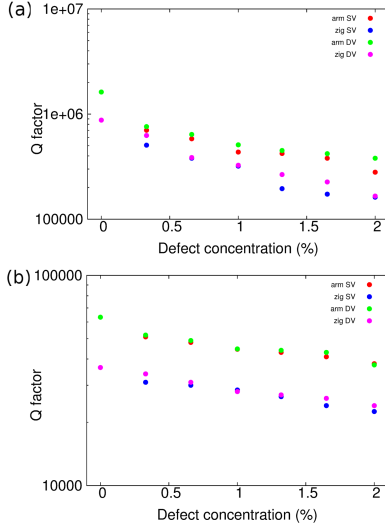 (a)
1e+07
1e+06
100000
Q factor
arm SV
zig SV
arm DV
zig DV
0 0.5 1 1.5 2
Defect concentration (%)
(b)
100000
10000
Q factor
arm SV
zig SV
arm DV
zig DV
0 0.5 1 1.5 2
Defect concentration (%)